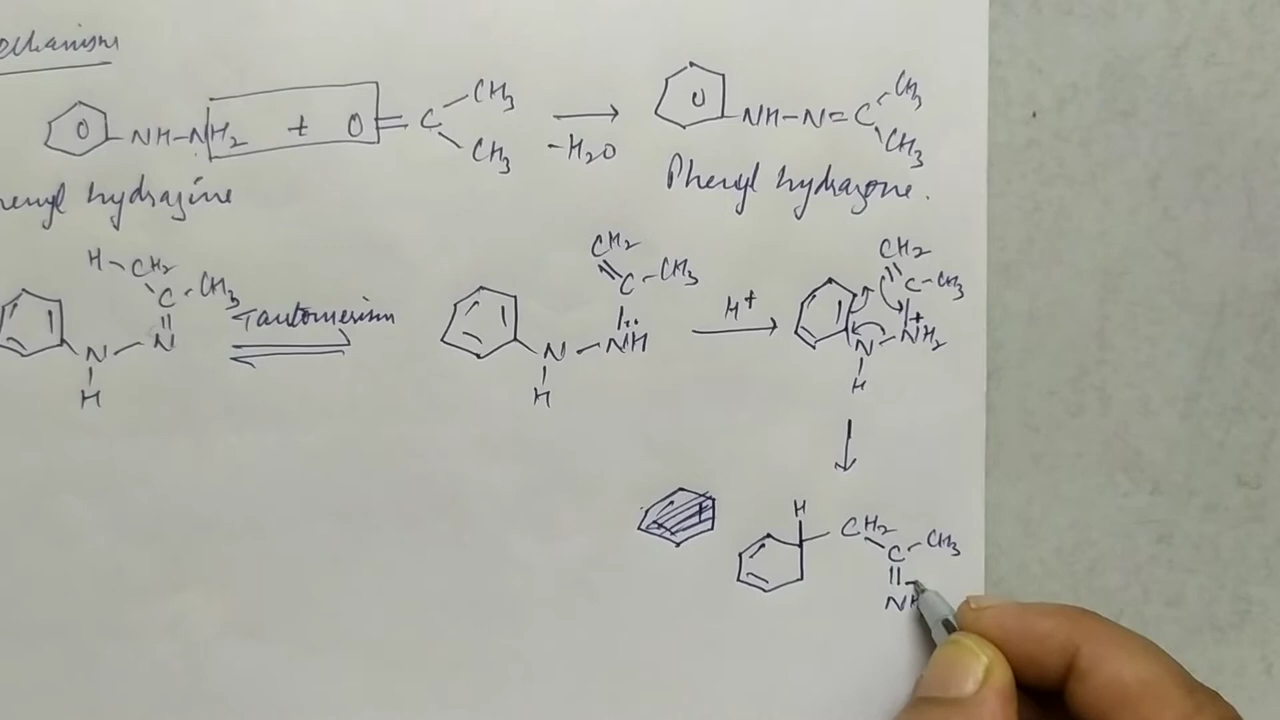 echanism
NH-NH2 + O=C CH3 CH3 -H2O NH-N=C CH3 CH3
henyl hydrazine
Phenyl hydrazone.
H CH2 C CH3 N N H
Tautomerism
CH2 C CH3 N NH H
H+
CH2 C CH3 + NH2 N H
H CH2 C CH3 NH